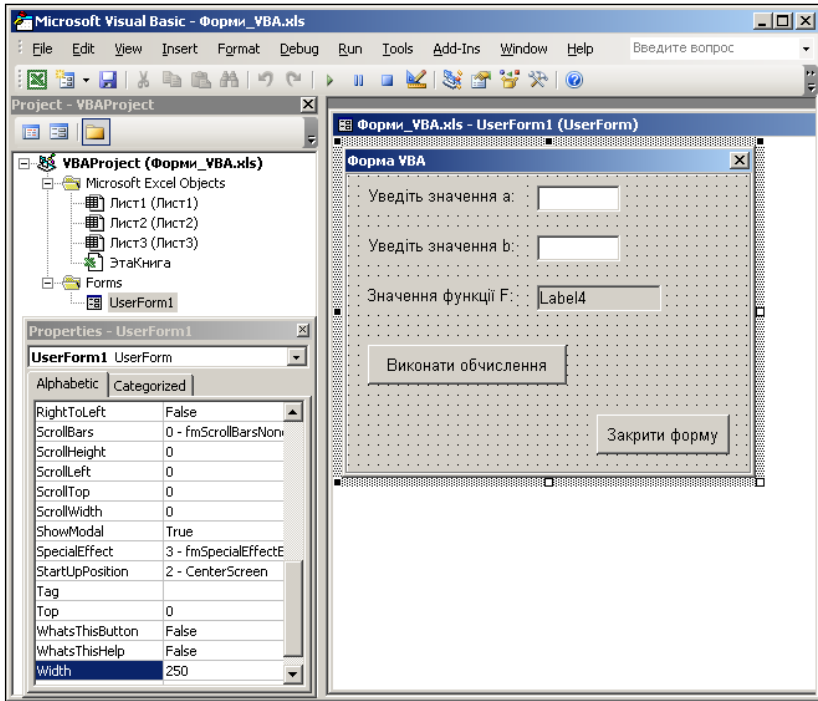 Microsoft Visual Basic - Форми_VBA.xls
File Edit View Insert Format Debug Run Tools Add-Ins Window Help Введите вопрос
Project - VBAProject
VBAProject (Форми_VBA.xls)
Microsoft Excel Objects
Лист1 (Лист1)
Лист2 (Лист2)
Лист3 (Лист3)
ЭтаКнига
Forms
UserForm1
Properties - UserForm1
UserForm1 UserForm
Alphabetic Categorized
RightToLeft False
ScrollBars 0 - fmScrollBarsNon
ScrollHeight 0
ScrollLeft 0
ScrollTop 0
ScrollWidth 0
ShowModal True
SpecialEffect 3 - fmSpecialEffectE
StartUpPosition 2 - CenterScreen
Tag
Top 0
WhatsThisButton False
WhatsThisHelp False
Width 250
Форми_VBA.xls - UserForm1 (UserForm)
Форма VBA
Уведіть значення a:
Уведіть значення b:
Значення функції F: Label4
Виконати обчислення
Закрити форму